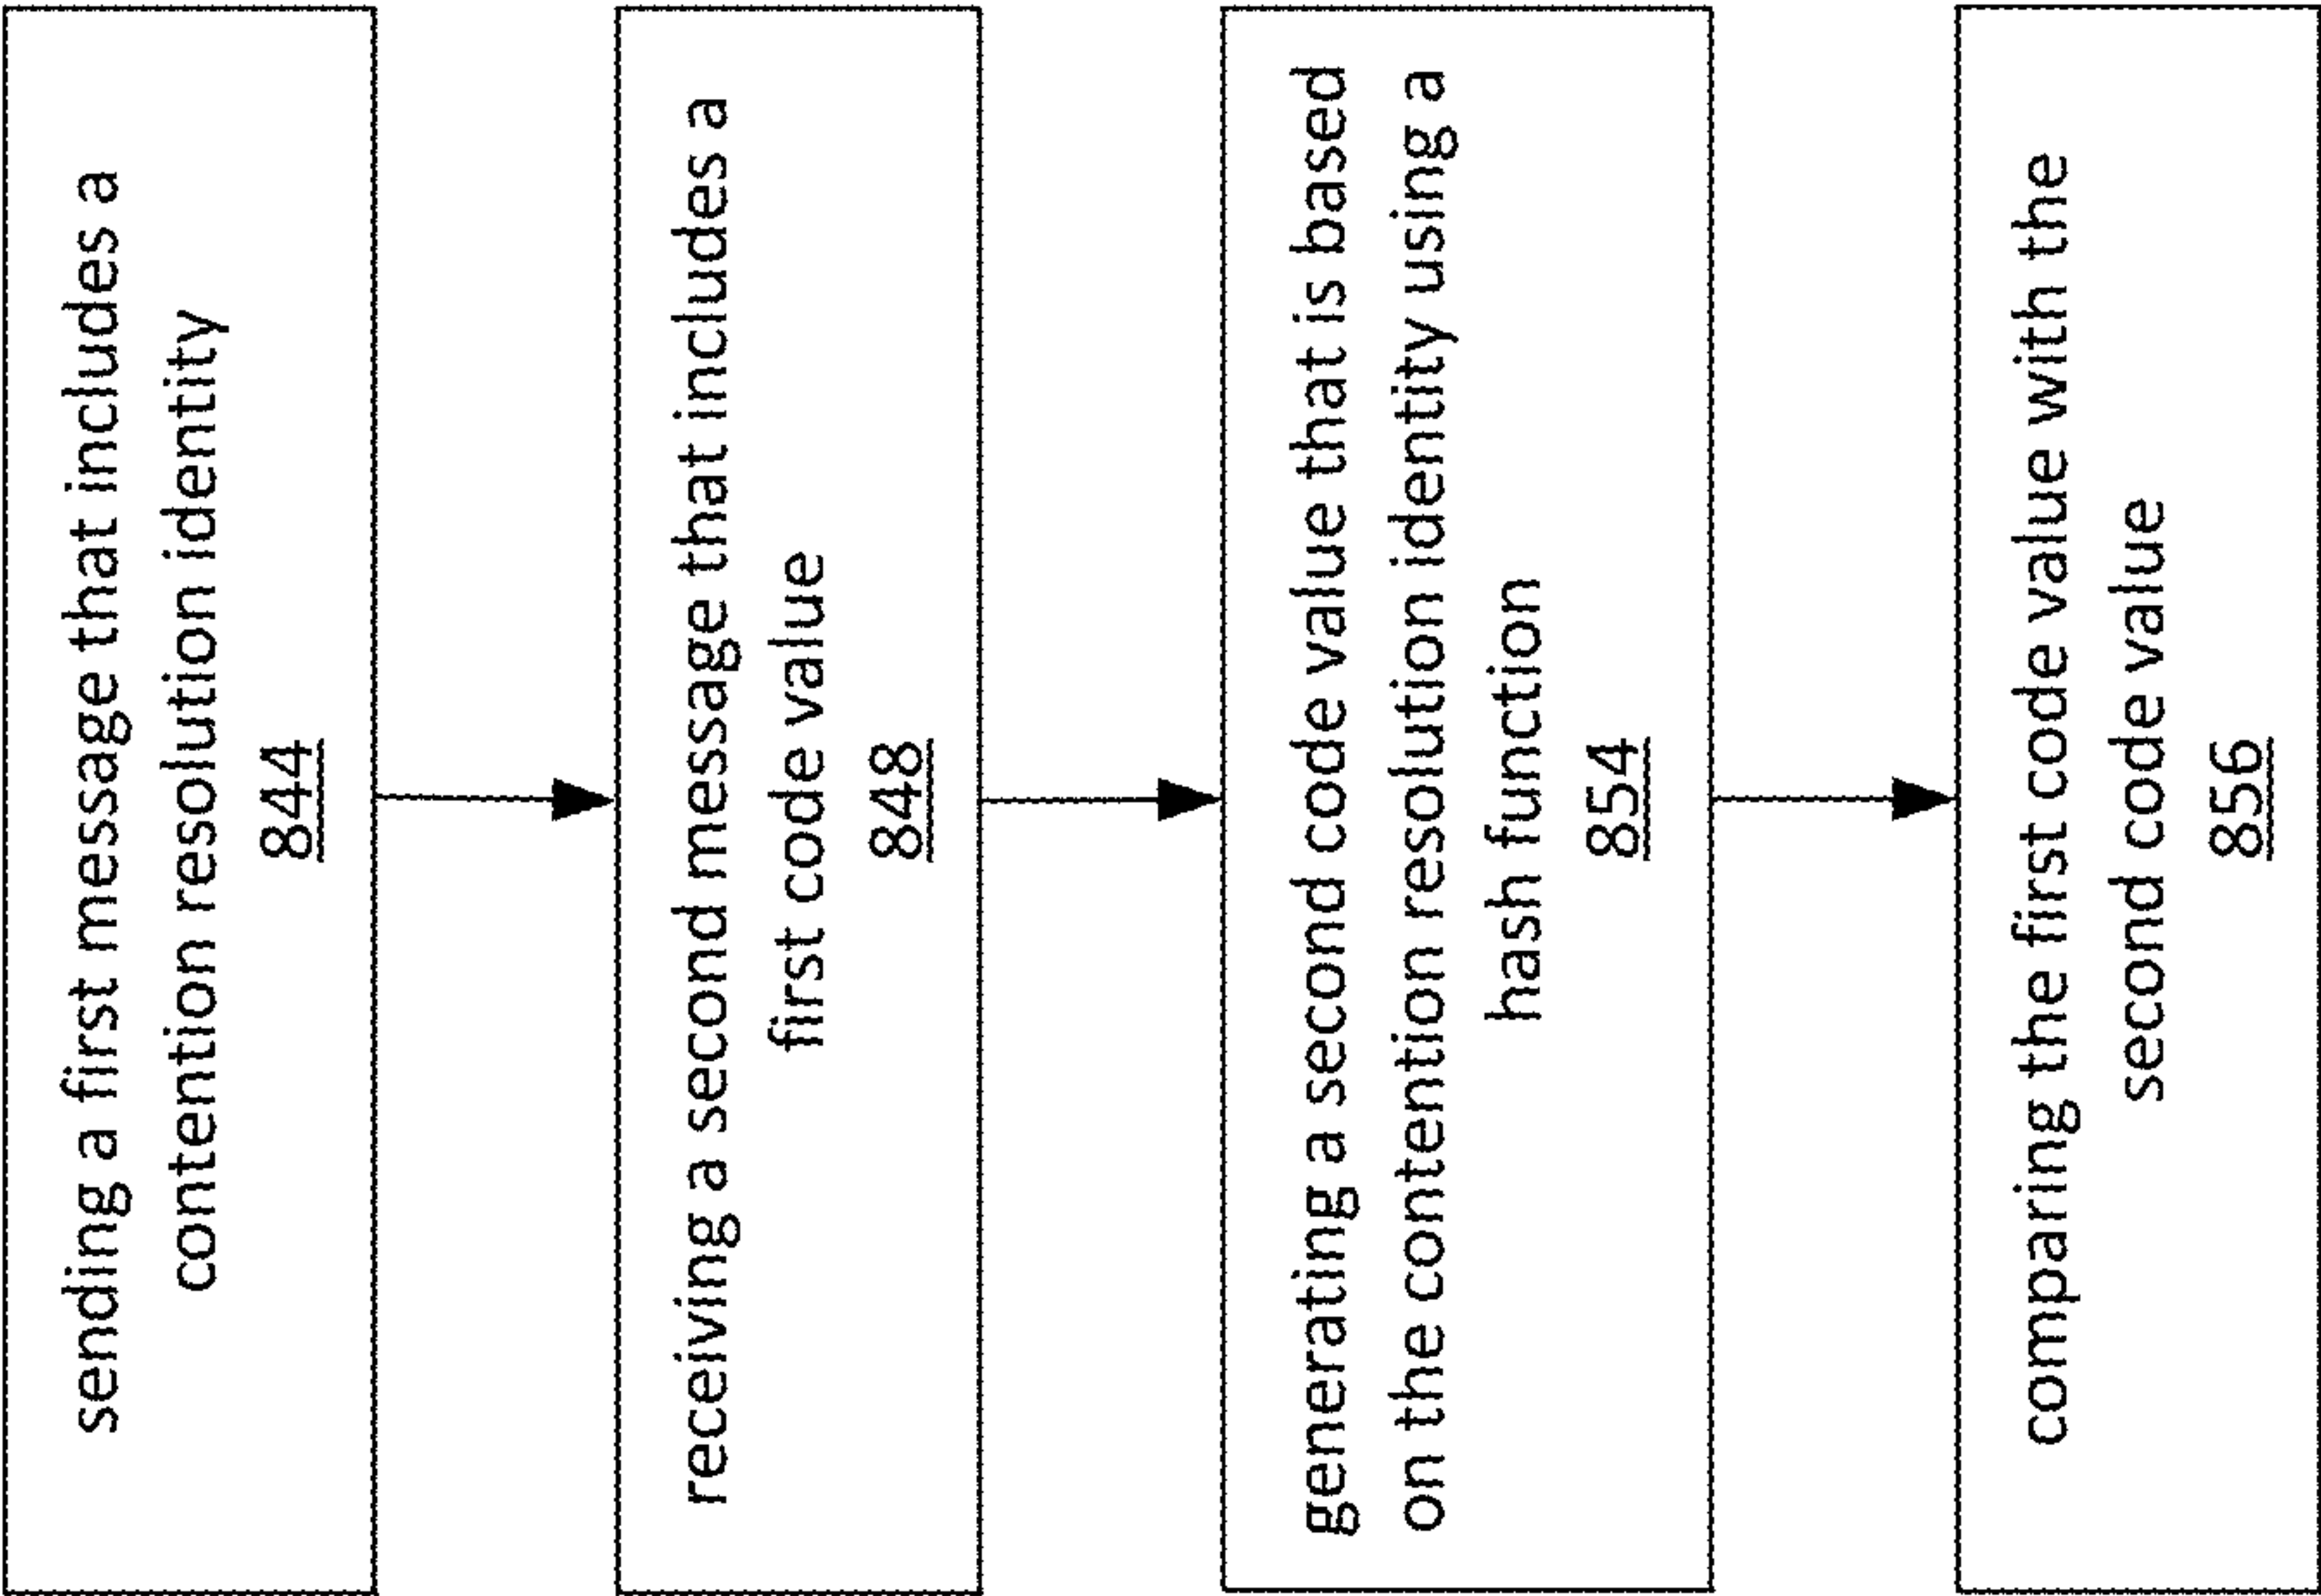 sending a first message that includes a
contention resolution identity
844
receiving a second message that includes a
first code value
848
generating a second code value that is based
on the contention resolution identity using a
hash function
854
comparing the first code value with the
second code value
856